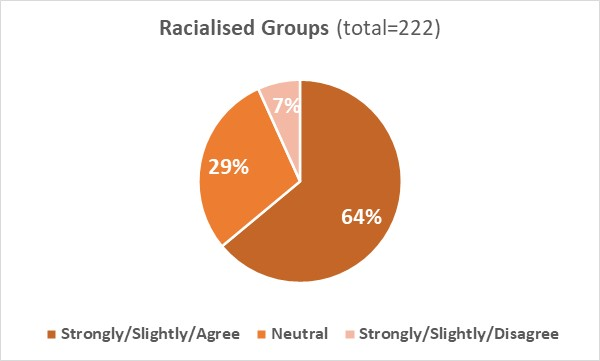 Racialised Groups (total=222)
7%
29%
64%
Strongly/Slightly/Agree Neutral Strongly/Slightly/Disagree